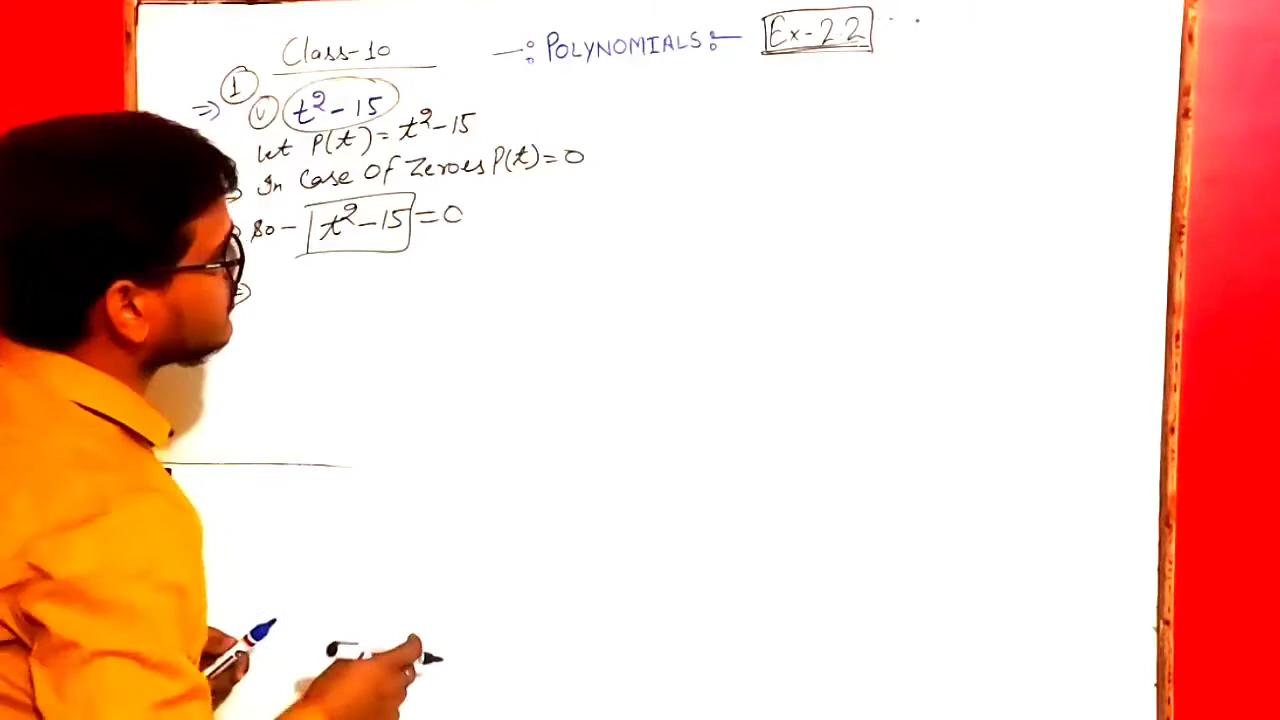 Class-10 —: POLYNOMIALS :— Ex-2.2 ...
⇒ 1 (v) t²-15
Let P(t) = t²-15
In Case Of Zeroes P(t) = 0
So - t²-15 = 0
⇒